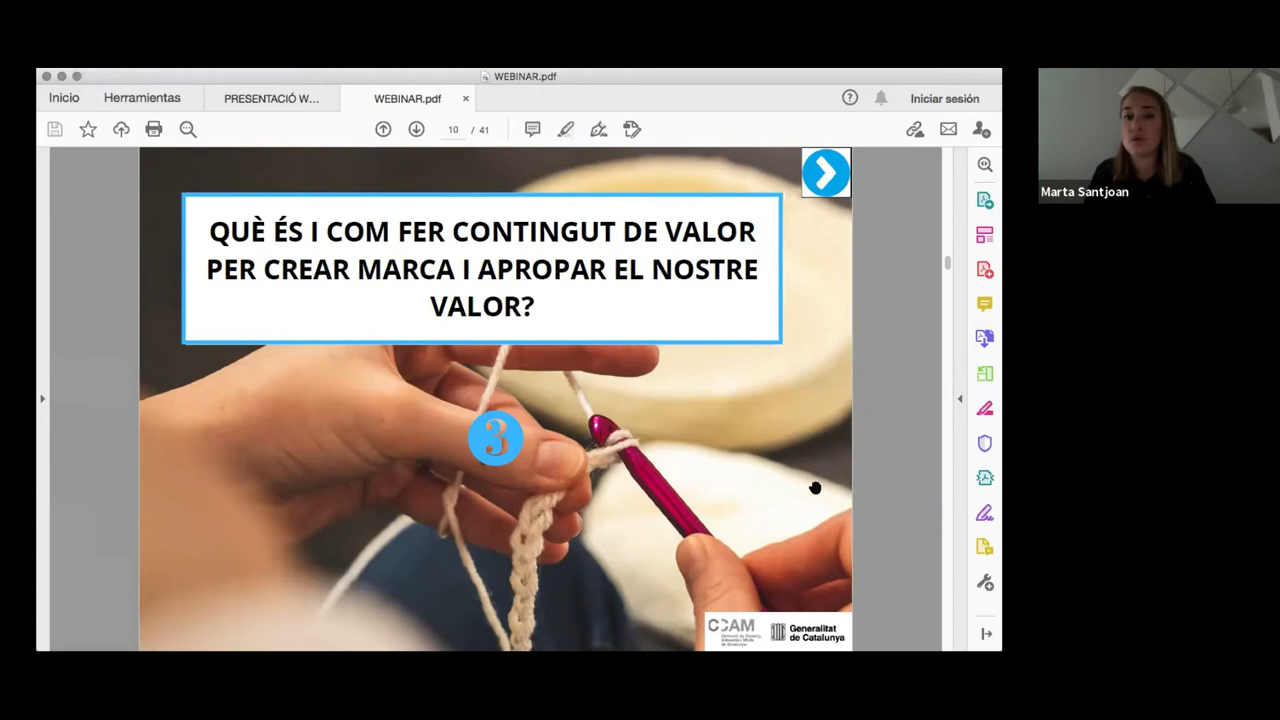 WEBINAR.pdf
Inicio
Herramientas
PRESENTACIÓ W...
WEBINAR.pdf
Iniciar sesión
10 / 41
QUÈ ÉS I COM FER CONTINGUT DE VALOR
PER CREAR MARCA I APROPAR EL NOSTRE
VALOR?
3
CCAM
Generalitat
de Catalunya
Marta Santjoan